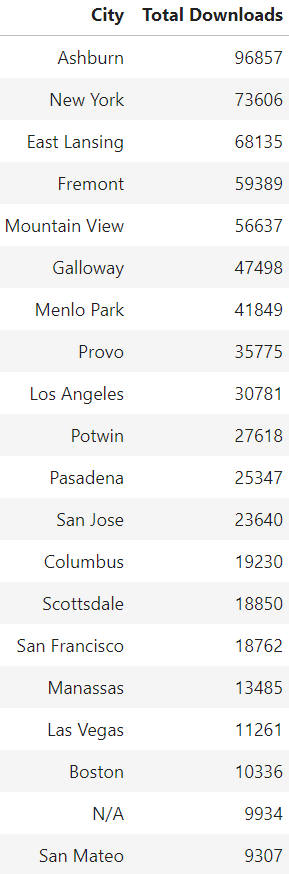 City Total Downloads
Ashburn 96857
New York 73606
East Lansing 68135
Fremont 59389
Mountain View 56637
Galloway 47498
Menlo Park 41849
Provo 35775
Los Angeles 30781
Potwin 27618
Pasadena 25347
San Jose 23640
Columbus 19230
Scottsdale 18850
San Francisco 18762
Manassas 13485
Las Vegas 11261
Boston 10336
N/A 9934
San Mateo 9307